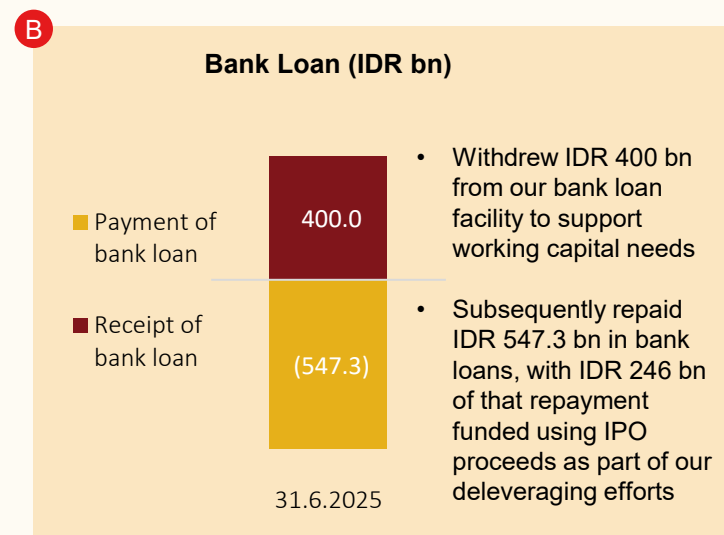 B
Bank Loan (IDR bn)
Payment of
bank loan
Receipt of
bank loan
400.0
(547.3)
31.6.2025
• Withdrew IDR 400 bn
from our bank loan
facility to support
working capital needs
• Subsequently repaid
IDR 547.3 bn in bank
loans, with IDR 246 bn
of that repayment
funded using IPO
proceeds as part of our
deleveraging efforts